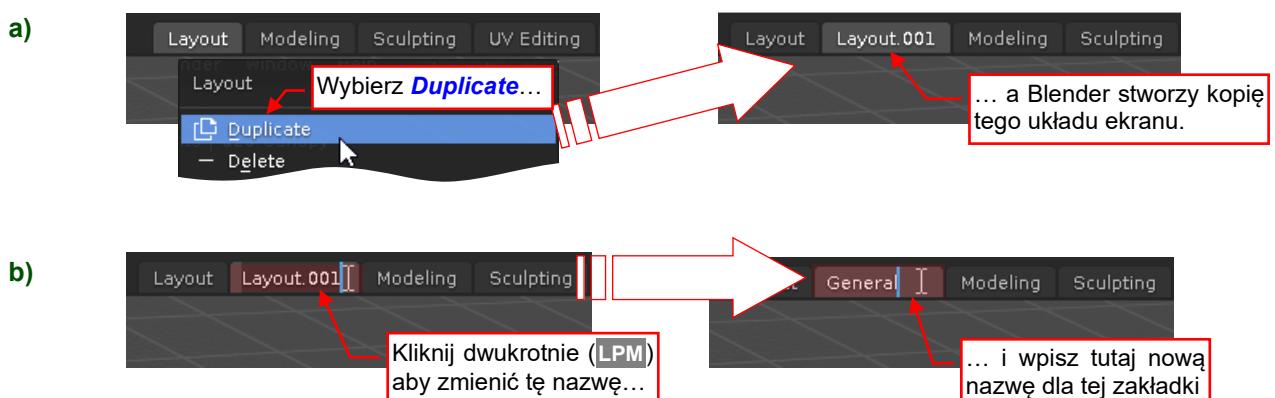 a)
Layout Modeling Sculpting UV Editing
Layout
Wybierz Duplicate…
Duplicate
Delete
Layout Layout.001 Modeling Sculpting
… a Blender stworzy kopię
tego układu ekranu.
b)
Layout Layout.001 Modeling Sculpting
Kliknij dwukrotnie (LPM)
aby zmienić tę nazwę…
General Modeling Sculpting
… i wpisz tutaj nową
nazwę dla tej zakładki